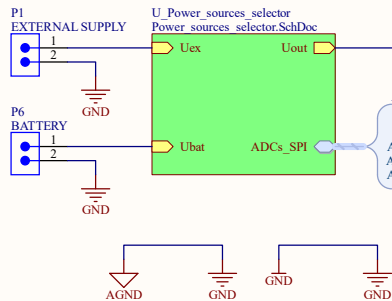 P1
EXTERNAL SUPPLY
1
2
GND
U_Power_sources_selector
Power_sources_selector.SchDoc
Uex
Uout
Ubat
ADCs_SPI
P6
BATTERY
1
2
GND
A
A
A
AGND
GND
GND
GND